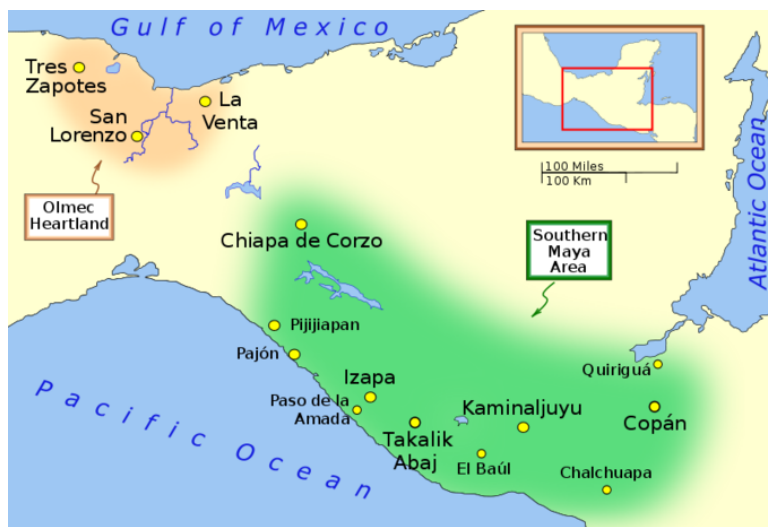 Gulf of Mexico
Tres
Zapotes
La
Venta
San
Lorenzo
100 Miles
100 Km
Olmec
Heartland
Atlantic Ocean
Chiapa de Corzo
Southern
Maya
Area
Pijijiapan
Pajón
Quiriguá
Izapa
Paso de la
Amada
Kaminaljuyu
Copán
Takalik
Abaj
El Baúl
Chalchuapa
Pacific Ocean